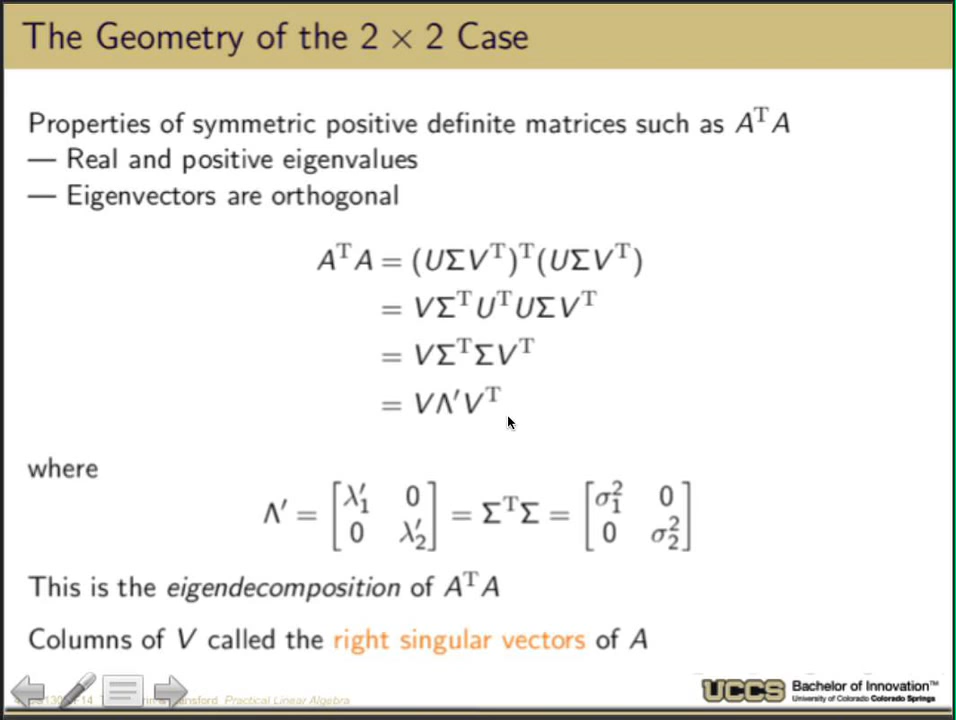 The Geometry of the 2 × 2 Case
Properties of symmetric positive definite matrices such as AᵀA
— Real and positive eigenvalues
— Eigenvectors are orthogonal
AᵀA = (UΣVᵀ)ᵀ(UΣVᵀ)
= VΣᵀUᵀUΣVᵀ
= VΣᵀΣVᵀ
= VΛ′Vᵀ
where
Λ′ = [λ′₁ 0; 0 λ′₂] = ΣᵀΣ = [σ₁² 0; 0 σ₂²]
This is the eigendecomposition of AᵀA
Columns of V called the right singular vectors of A
Practical Linear Algebra
UCCS Bachelor of Innovation™
University of Colorado Colorado Springs